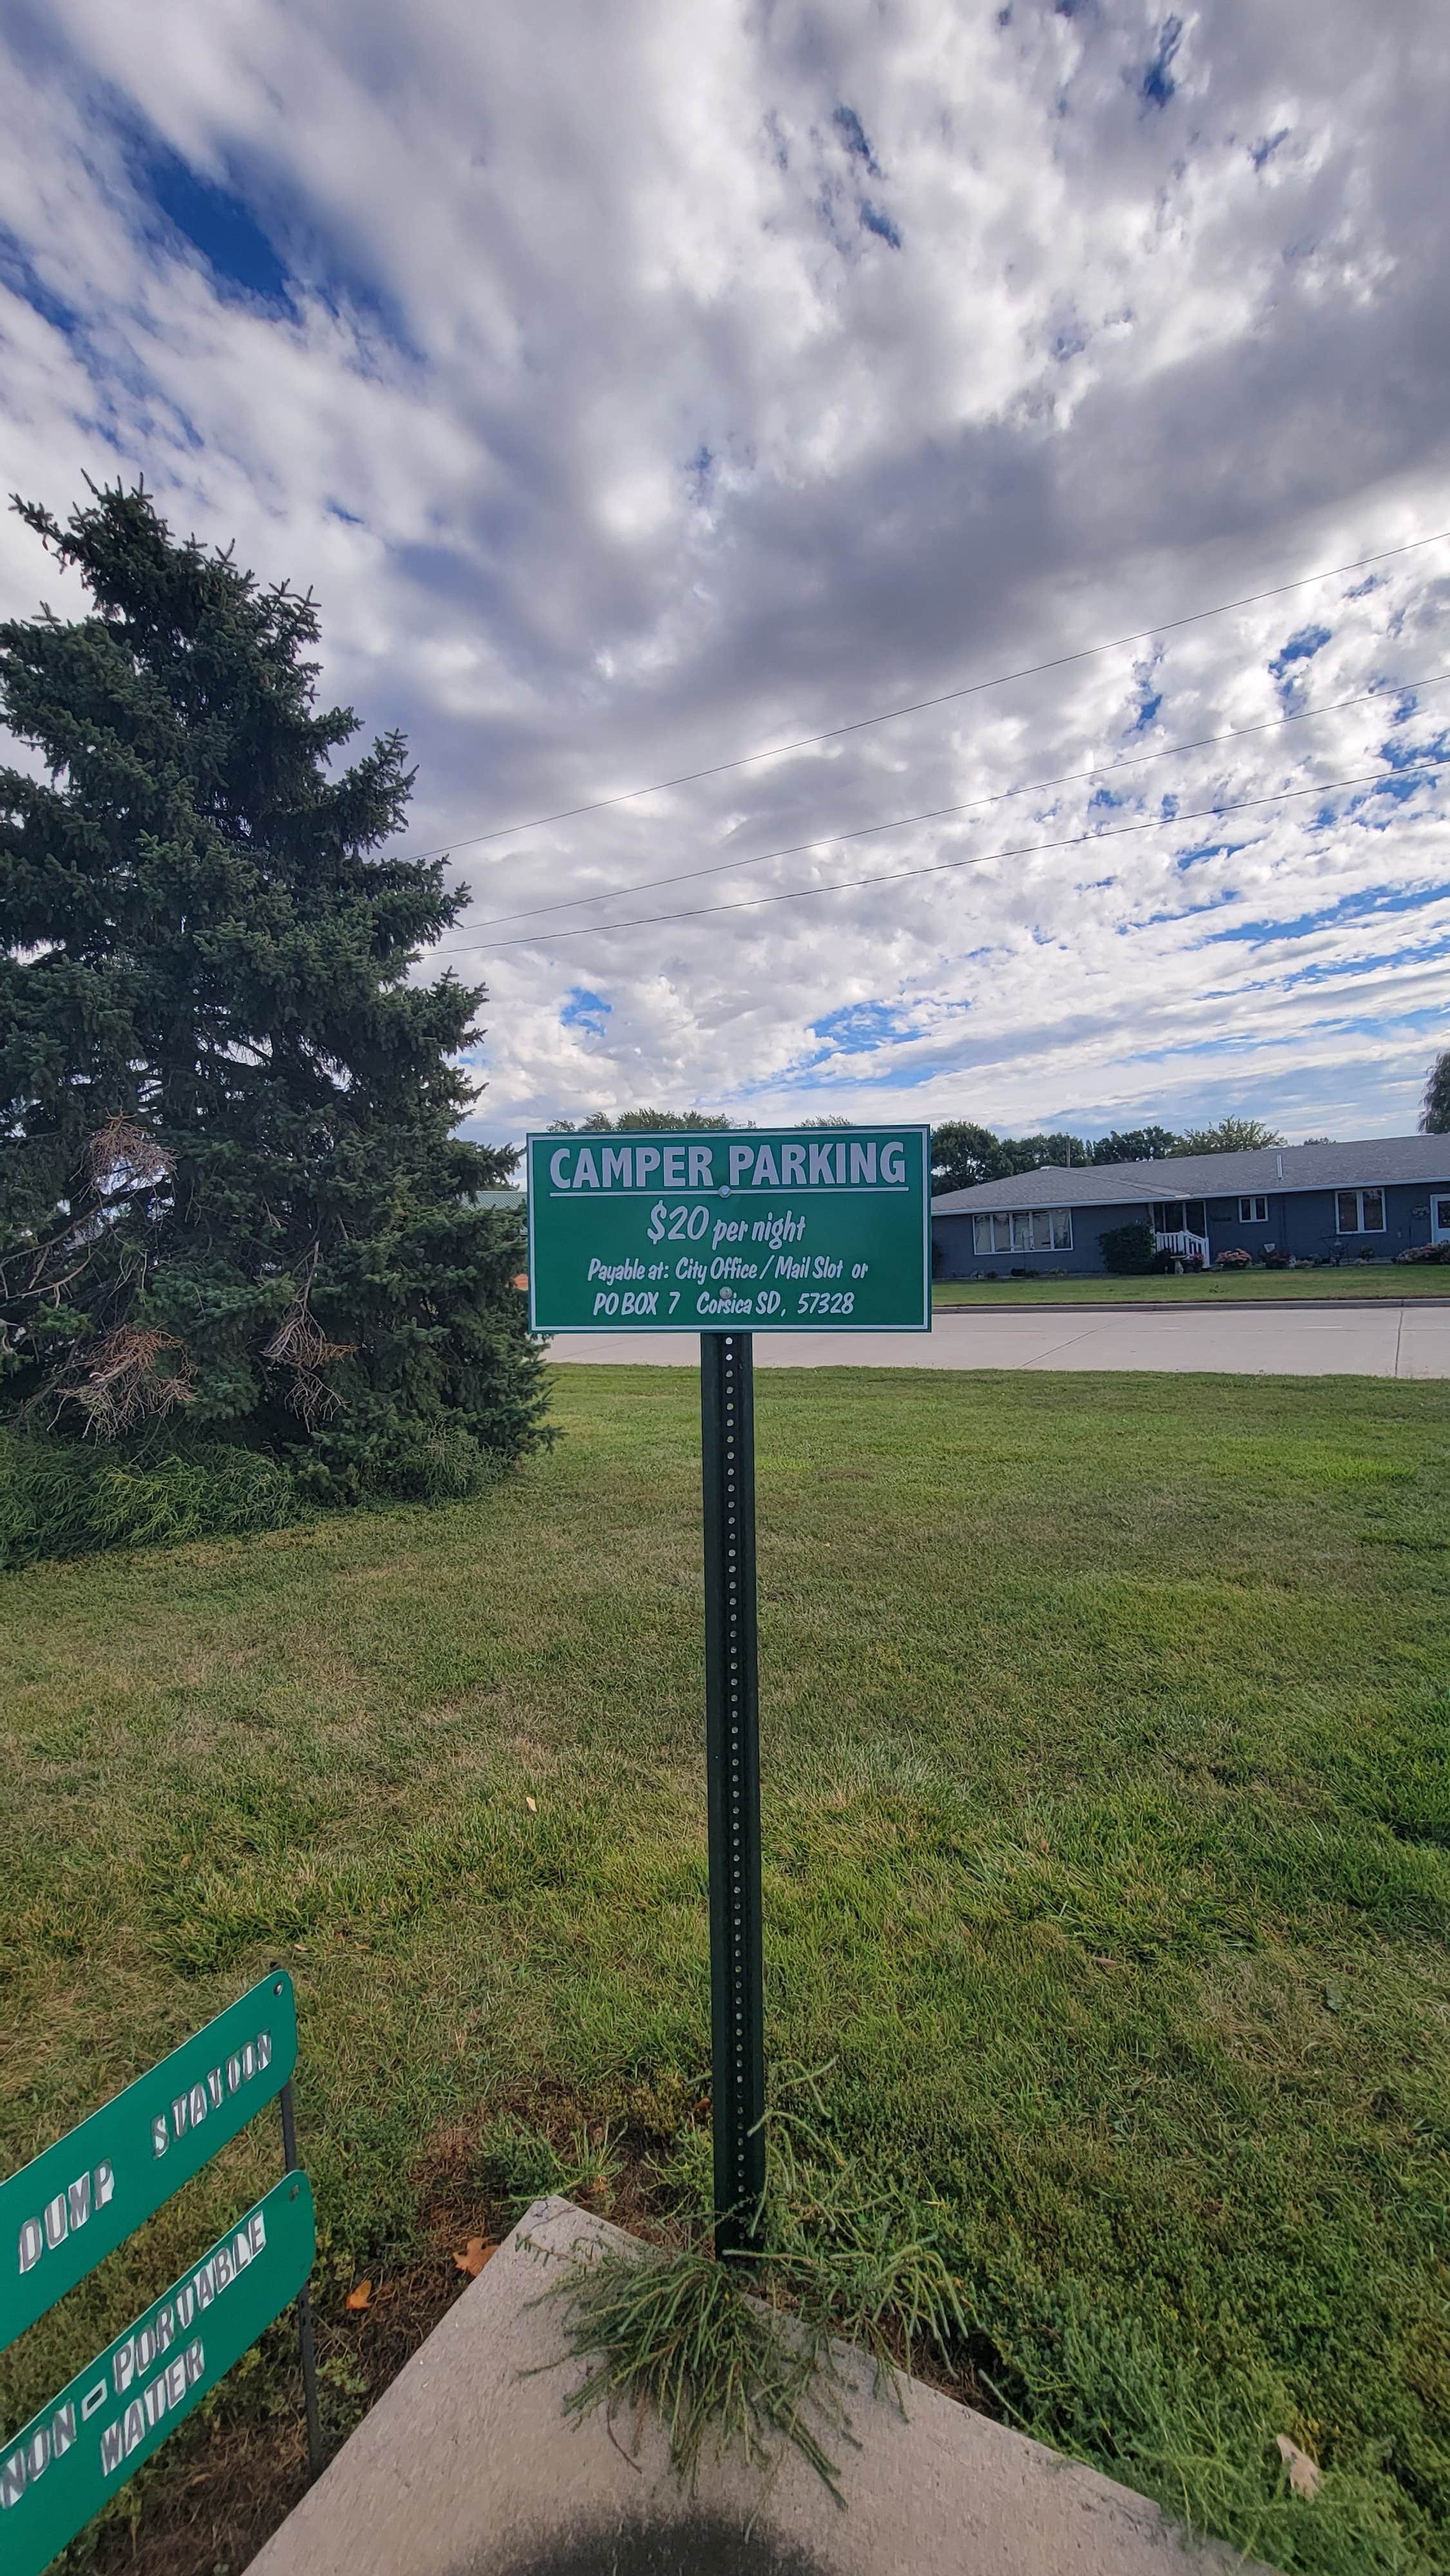 CAMPER PARKING
$20 per night
Payable at: City Office / Mail Slot or
PO BOX 7 Corsica SD, 57328
DUMP STATION
NON-PORTABLE
WATER